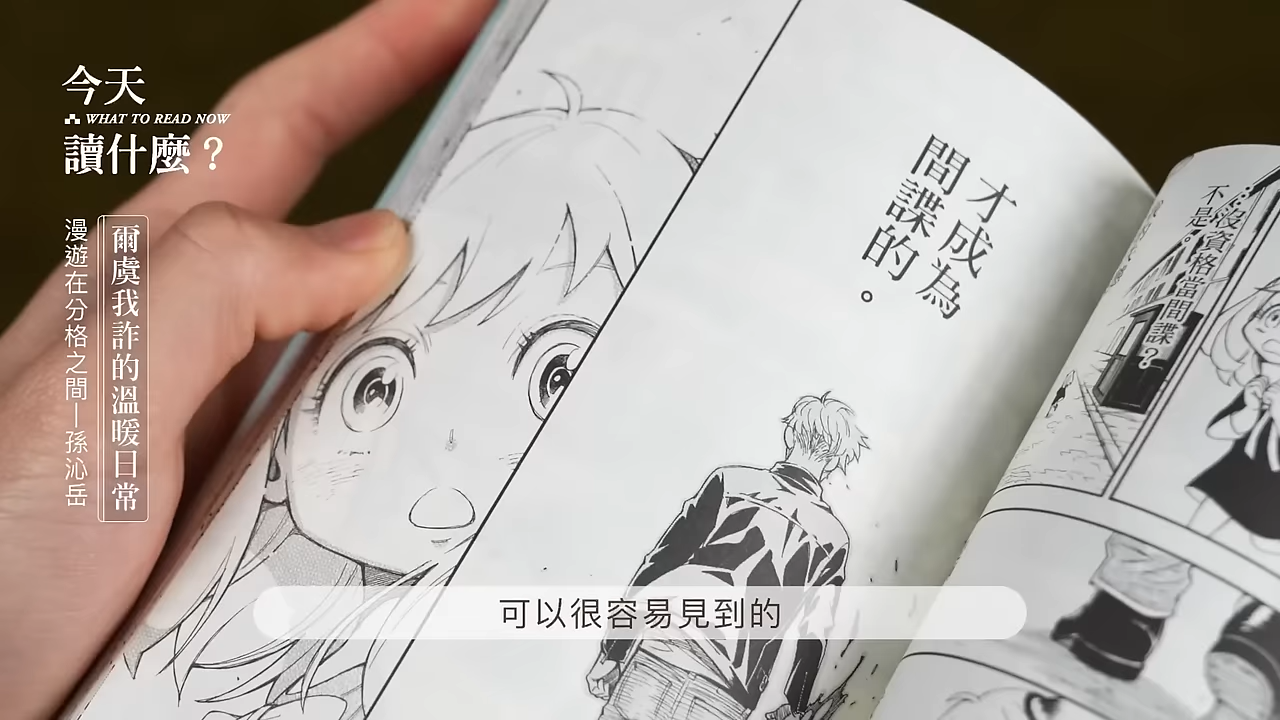 今天
WHAT TO READ NOW
讀什麼？
爾虞我詐的溫暖日常
漫遊在分格之間—孫沁岳
才成為
間諜的。
…沒資格當間諜？
不是。
可以很容易見到的